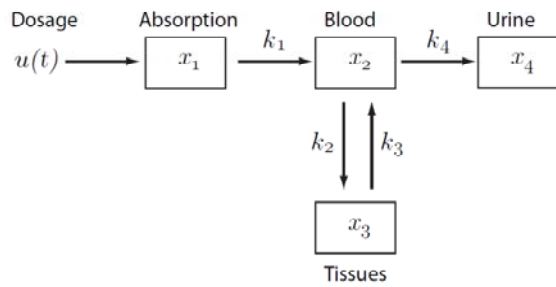 Dosage Absorption Blood Urine
u(t) x₁ k₁ x₂ k₄ x₄
k₂ k₃
x₃
Tissues